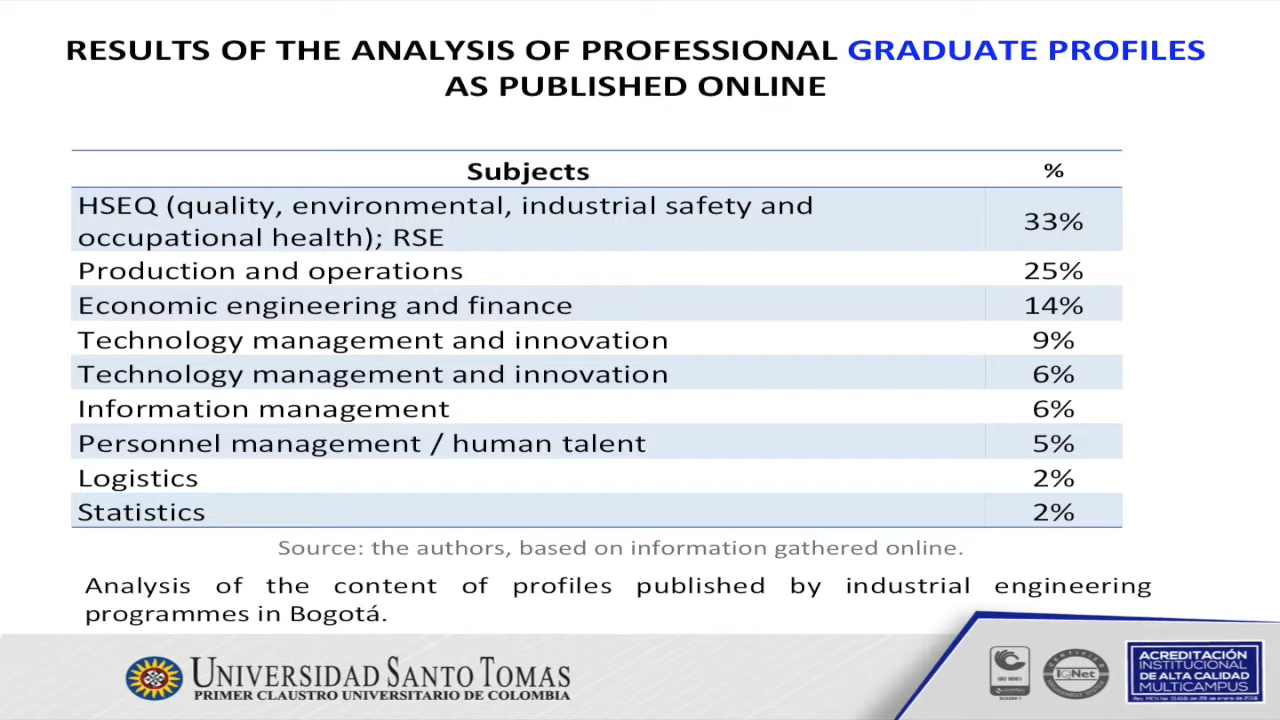 RESULTS OF THE ANALYSIS OF PROFESSIONAL GRADUATE PROFILES
AS PUBLISHED ONLINE
Subjects %
HSEQ (quality, environmental, industrial safety and
occupational health); RSE 33%
Production and operations 25%
Economic engineering and finance 14%
Technology management and innovation 9%
Technology management and innovation 6%
Information management 6%
Personnel management / human talent 5%
Logistics 2%
Statistics 2%
Source: the authors, based on information gathered online.
Analysis of the content of profiles published by industrial engineering
programmes in Bogotá.
UNIVERSIDAD SANTO TOMAS
PRIMER CLAUSTRO UNIVERSITARIO DE COLOMBIA
ISO 9001
CERTIFIED
IQNet
ACREDITACIÓN
INSTITUCIONAL
DE ALTA CALIDAD
MULTICAMPUS